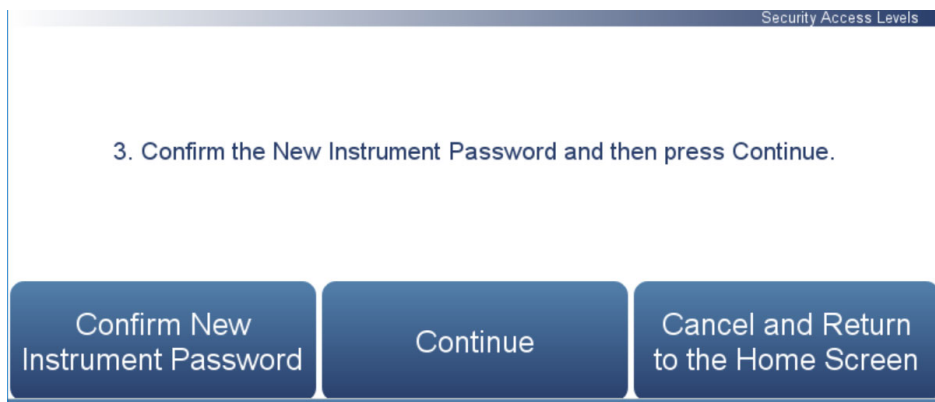 Security Access Levels
3. Confirm the New Instrument Password and then press Continue.
Confirm New
Instrument Password
Continue
Cancel and Return
to the Home Screen